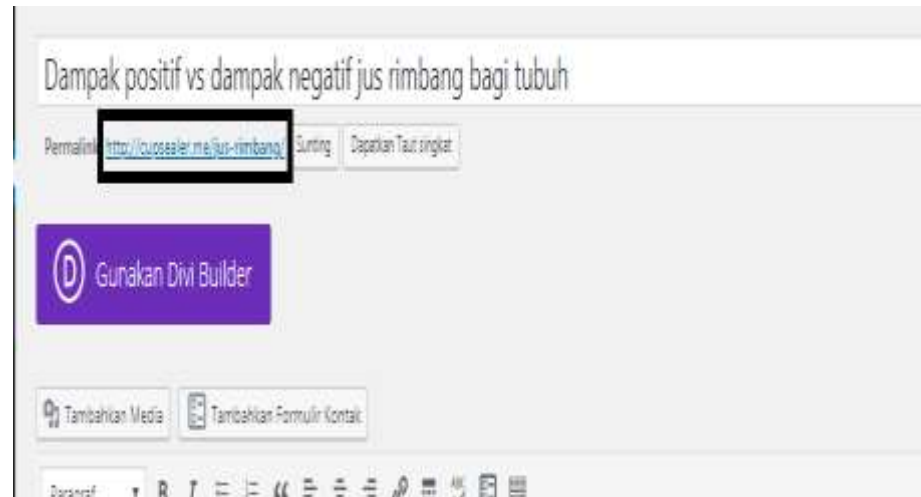 Dampak positif vs dampak negatif jus rimbang bagi tubuh
Permalink: http://cupsealer.me/jus-rimbang/ Sunting Dapatkan Taut singkat
D Gunakan Divi Builder
Tambahkan Media Tambahkan Formulir Kontak
Paragraf B I